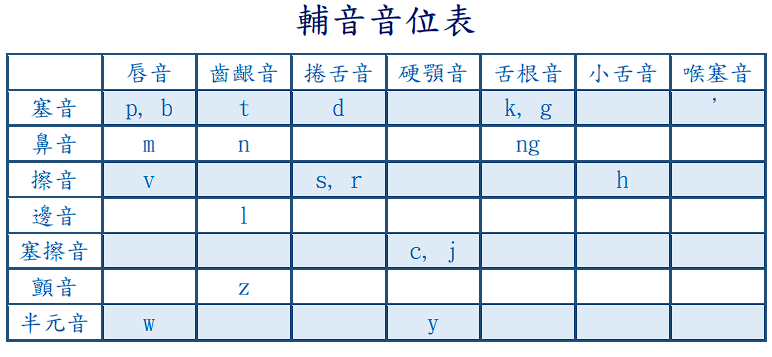 輔音音位表
唇音 齒齦音 捲舌音 硬顎音 舌根音 小舌音 喉塞音
塞音 p, b t d k, g ’
鼻音 m n ng
擦音 v s, r h
邊音 l
塞擦音 c, j
顫音 z
半元音 w y